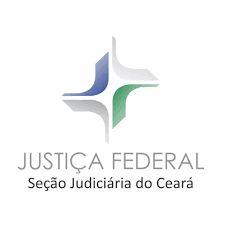 JUSTIÇA FEDERAL
Seção Judiciária do Ceará